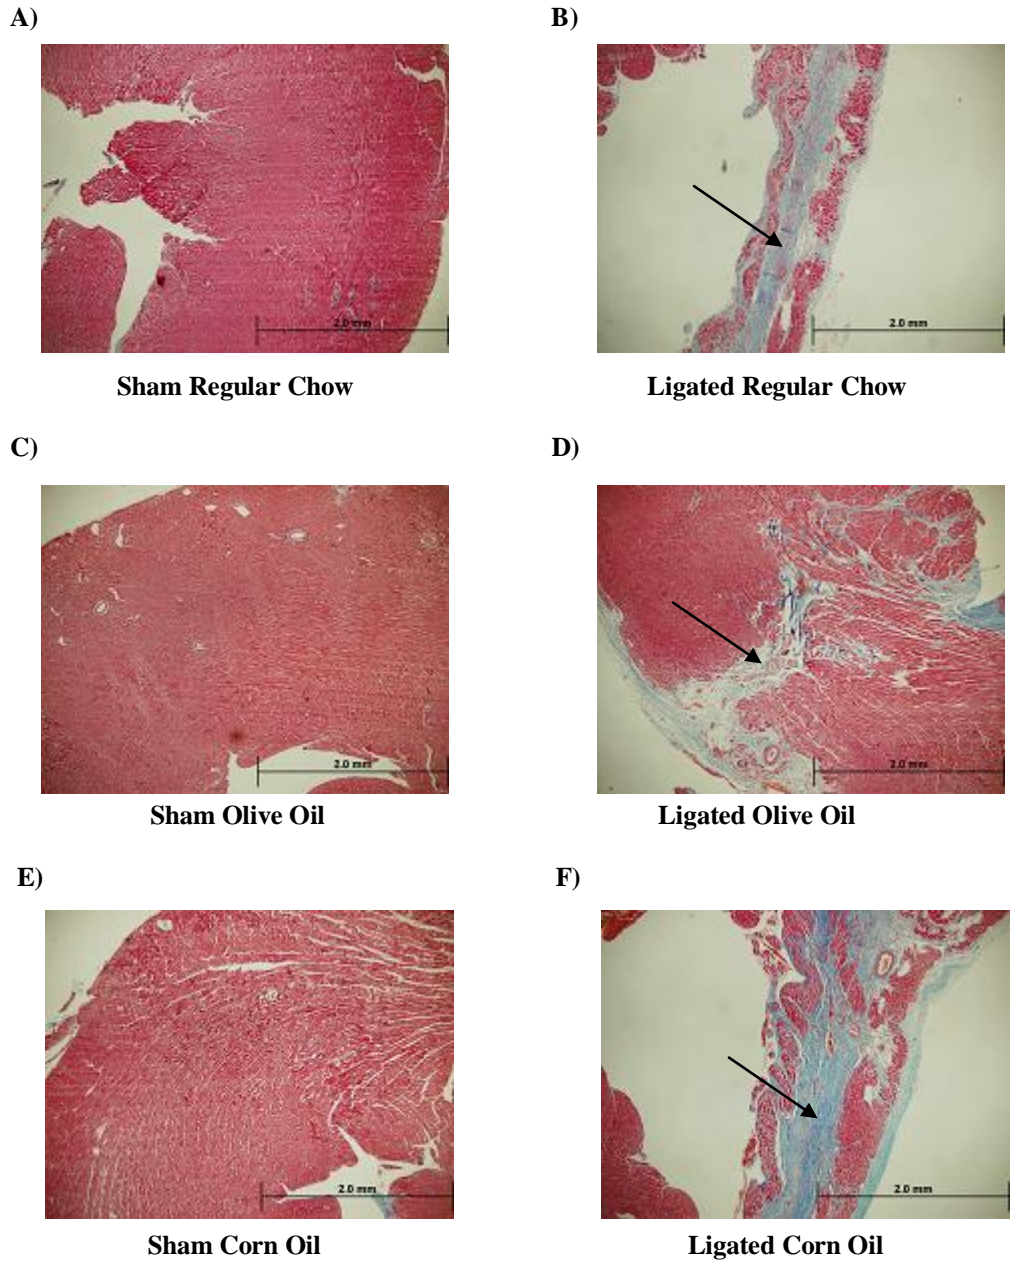 A)
B)
2.0 mm
2.0 mm
Sham Regular Chow
Ligated Regular Chow
C)
D)
2.0 mm
2.0 mm
Sham Olive Oil
Ligated Olive Oil
E)
F)
2.0 mm
2.0 mm
Sham Corn Oil
Ligated Corn Oil